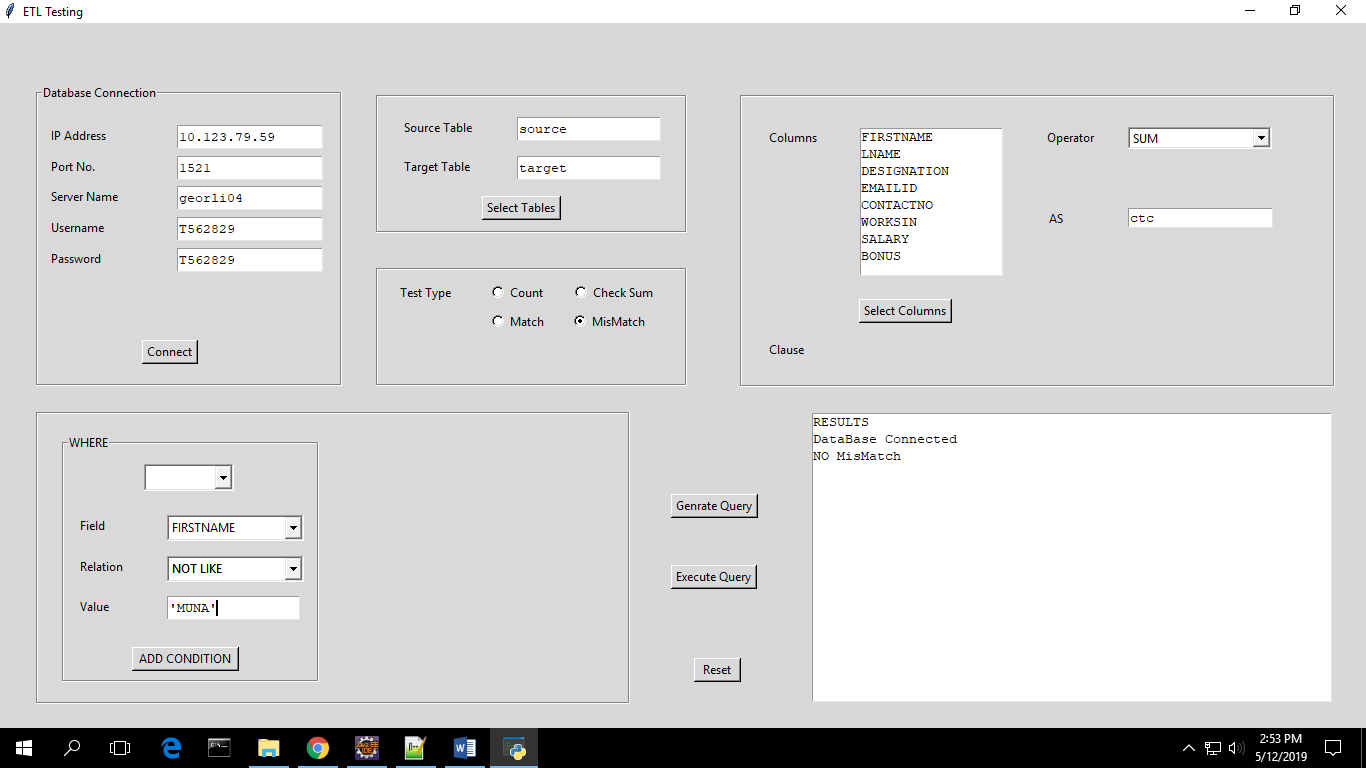 ETL Testing
Database Connection
IP Address 10.123.79.59
Port No. 1521
Server Name georli04
Username T562829
Password T562829
Connect
Source Table source
Target Table target
Select Tables
Test Type Count Check Sum
Match MisMatch
Columns
FIRSTNAME
LNAME
DESIGNATION
EMAILID
CONTACTNO
WORKSIN
SALARY
BONUS
Operator SUM
AS ctc
Select Columns
Clause
WHERE
Field FIRSTNAME
Relation NOT LIKE
Value 'MUNA'
ADD CONDITION
Genrate Query
Execute Query
Reset
RESULTS
DataBase Connected
NO MisMatch
2:53 PM
5/12/2019